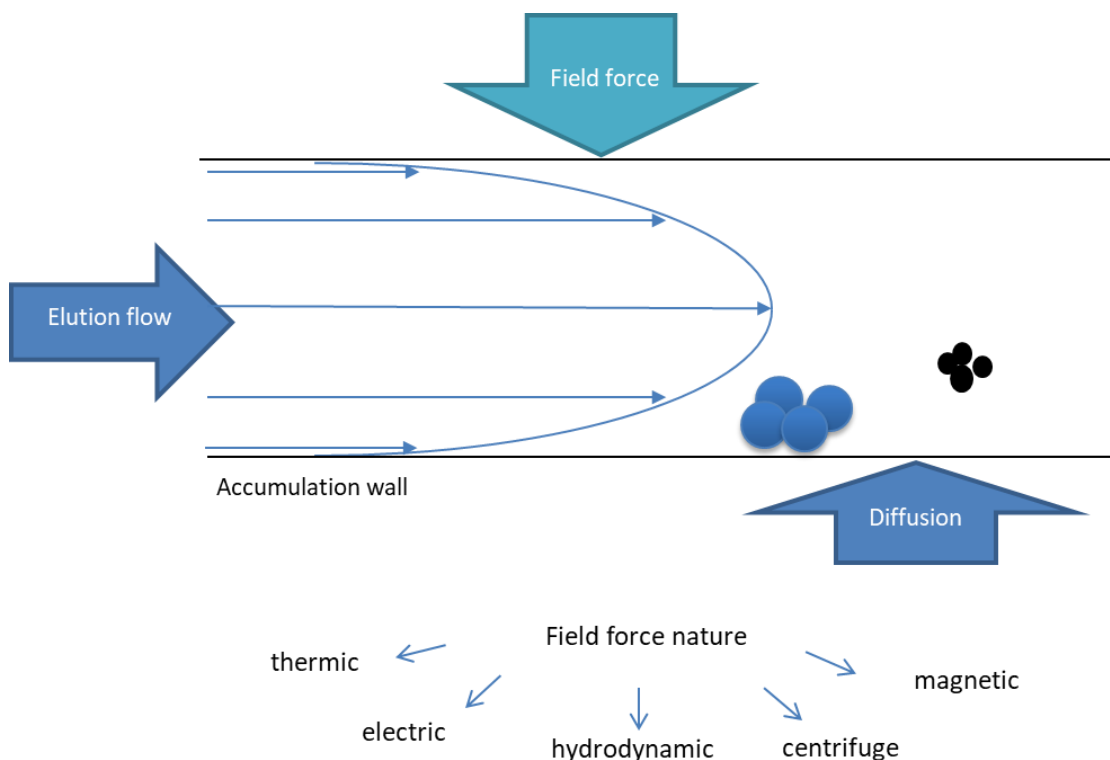 Field force
Elution flow
Accumulation wall
Diffusion
Field force nature
thermic
magnetic
electric
hydrodynamic
centrifuge